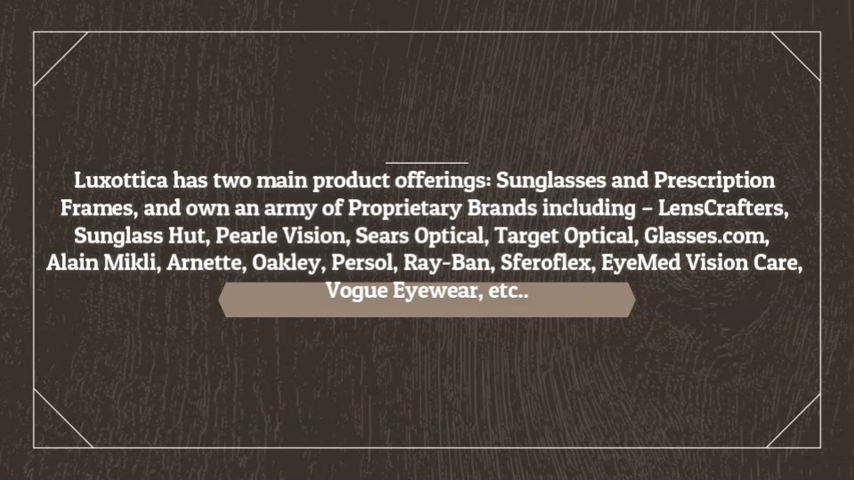 Luxottica has two main product offerings: Sunglasses and Prescription
Frames, and own an army of Proprietary Brands including – LensCrafters,
Sunglass Hut, Pearle Vision, Sears Optical, Target Optical, Glasses.com,
Alain Mikli, Arnette, Oakley, Persol, Ray-Ban, Sferoflex, EyeMed Vision Care,
Vogue Eyewear, etc..